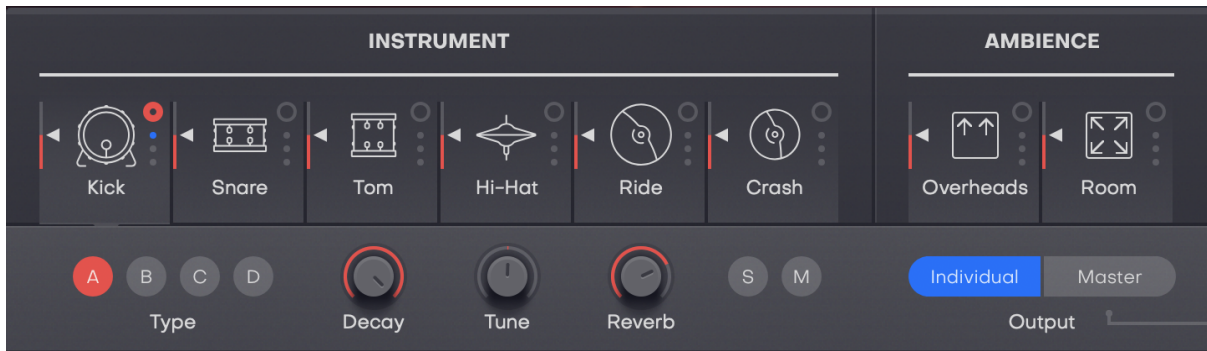 INSTRUMENT
AMBIENCE
Kick
Snare
Tom
Hi-Hat
Ride
Crash
Overheads
Room
A
B
C
D
S
M
Individual
Master
Type
Decay
Tune
Reverb
Output